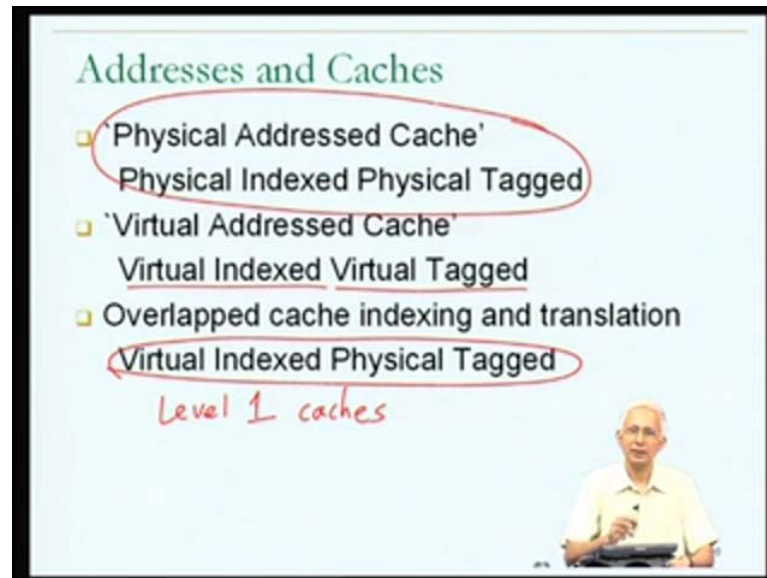 Addresses and Caches
`Physical Addressed Cache'
Physical Indexed Physical Tagged
`Virtual Addressed Cache'
Virtual Indexed Virtual Tagged
Overlapped cache indexing and translation
Virtual Indexed Physical Tagged
Level 1 caches